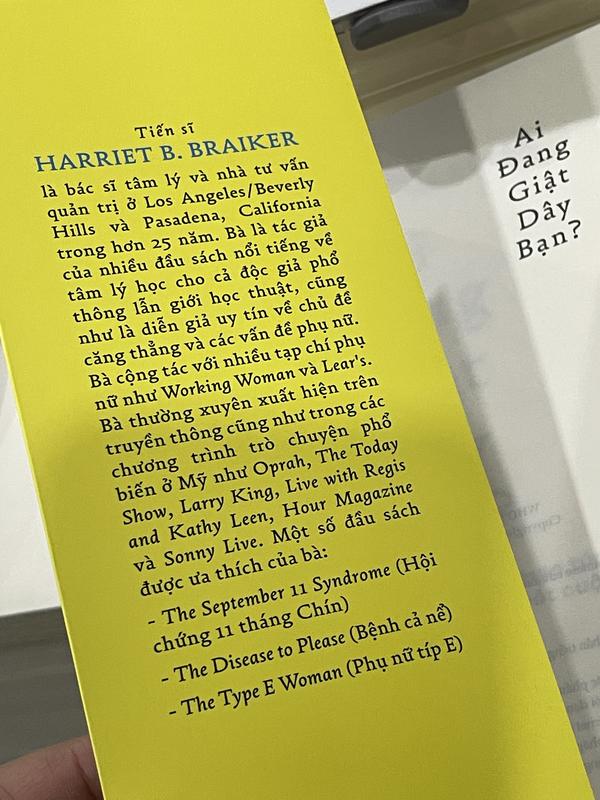 Tiến sĩ
HARRIET B. BRAIKER
là bác sĩ tâm lý và nhà tư vấn
quản trị ở Los Angeles/Beverly
Hills và Pasadena, California
trong hơn 25 năm. Bà là tác giả
của nhiều đầu sách nổi tiếng về
tâm lý học cho cả độc giả phổ
thông lẫn giới học thuật, cũng
như là diễn giả uy tín về chủ đề
căng thẳng và các vấn đề phụ nữ.
Bà cộng tác với nhiều tạp chí phụ
nữ như Working Woman và Lear's.
Bà thường xuyên xuất hiện trên
truyền thông cũng như trong các
chương trình trò chuyện phổ
biến ở Mỹ như Oprah, The Today
Show, Larry King, Live with Regis
and Kathy Leen, Hour Magazine
và Sonny Live. Một số đầu sách
được ưa thích của bà:
- The September 11 Syndrome (Hội
chứng 11 tháng Chín)
- The Disease to Please (Bệnh cả nể)
- The Type E Woman (Phụ nữ típ E)
Ai
Đang
Giật
Dây
Bạn?